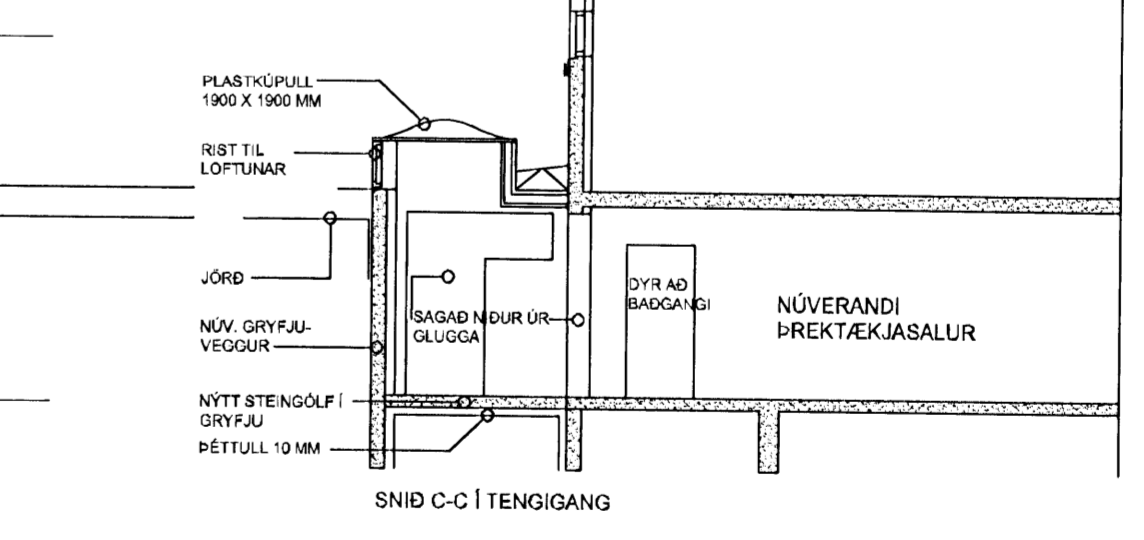 PLASTKÚPULL
1900 X 1900 MM
RIST TIL
LOFTUNAR
JÖRÐ
NÚV. GRYFJU-
VEGGUR
NÝTT STEINGÓLF Í
GRYFJU
ÞÉTTULL 10 MM
SAGAÐ NIÐUR ÚR
GLUGGA
DYR AÐ
BAÐGANGI
NÚVERANDI
ÞREKTÆKJASALUR
SNIÐ C-C Í TENGIGANG